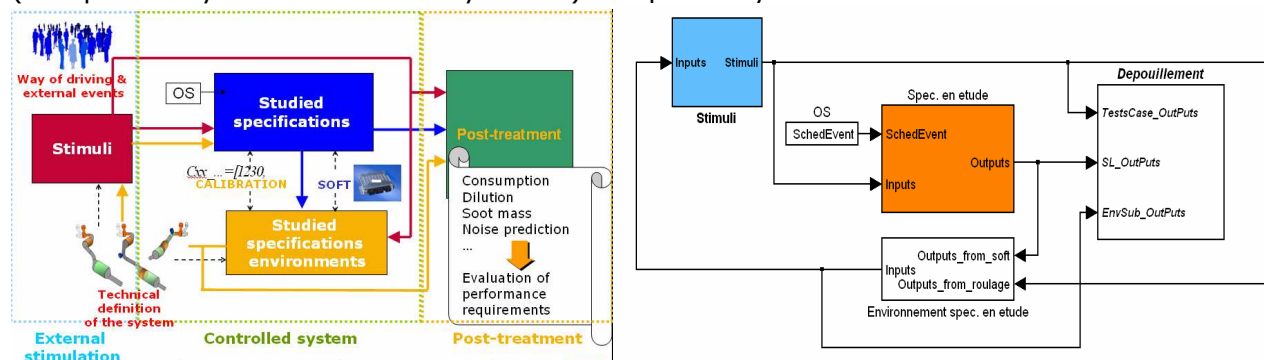 Way of driving &
external events
Stimuli
OS
Studied
specifications
Cxx ...=[1230,
CALIBRATION
SOFT
Studied
specifications
environments
Technical
definition
of the system
Post-treatment
Consumption
Dilution
Soot mass
Noise prediction
...
Evaluation of
performance
requirements
External
stimulation
Controlled system
Post-treatment
Inputs
Stimuli
Stimuli
OS
SchedEvent
Spec. en etude
SchedEvent
Outputs
Inputs
Depouillement
TestsCase_OutPuts
SL_OutPuts
EnvSub_OutPuts
Outputs_from_soft
Inputs
Outputs_from_roulage
Environnement spec. en etude